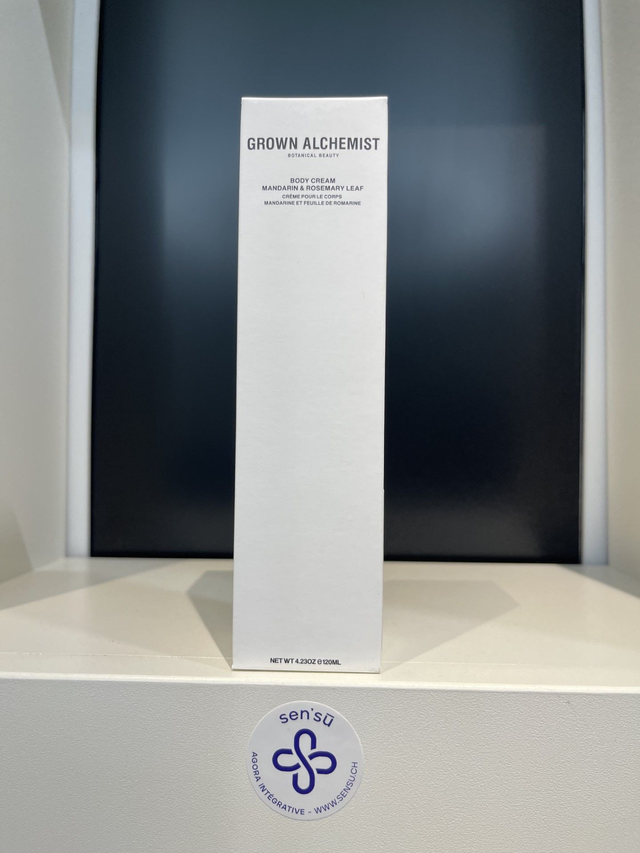 GROWN ALCHEMIST
BOTANICAL BEAUTY
BODY CREAM
MANDARIN & ROSEMARY LEAF
CRÈME POUR LE CORPS
MANDARINE ET FEUILLE DE ROMARINE
NET WT 4.23OZ ℮120ML
sen'sū
AGORA INTÉGRATIVE - WWW.SENSU.CH